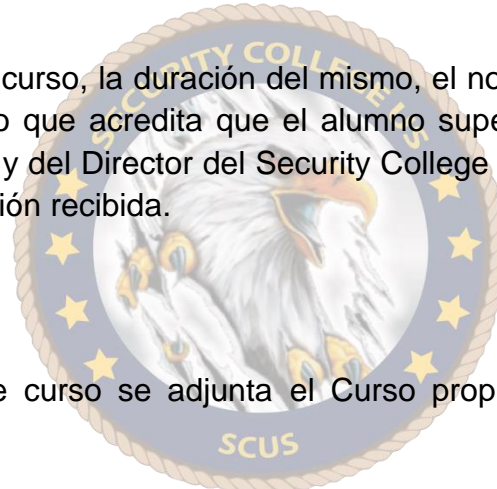 SECURITY COLLEGE US
curso, la duración del mismo, el no
o que acredita que el alumno supe
y del Director del Security College
ión recibida.
e curso se adjunta el Curso prop
SCUS